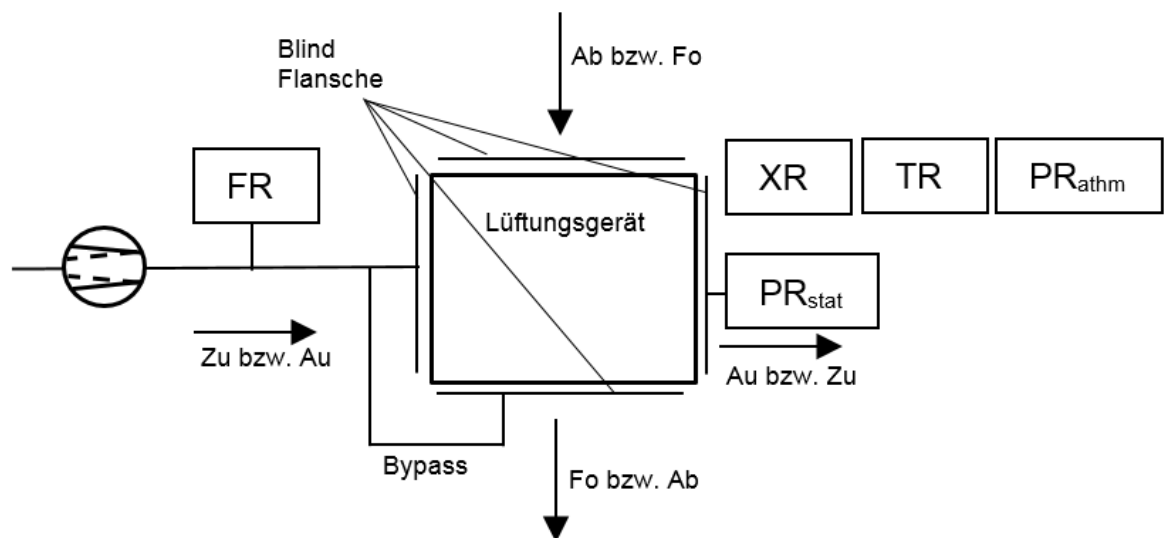 Blind
Flansche
Ab bzw. Fo
FR
XR
TR
PRathm
Lüftungsgerät
PRstat
Zu bzw. Au
Au bzw. Zu
Bypass
Fo bzw. Ab